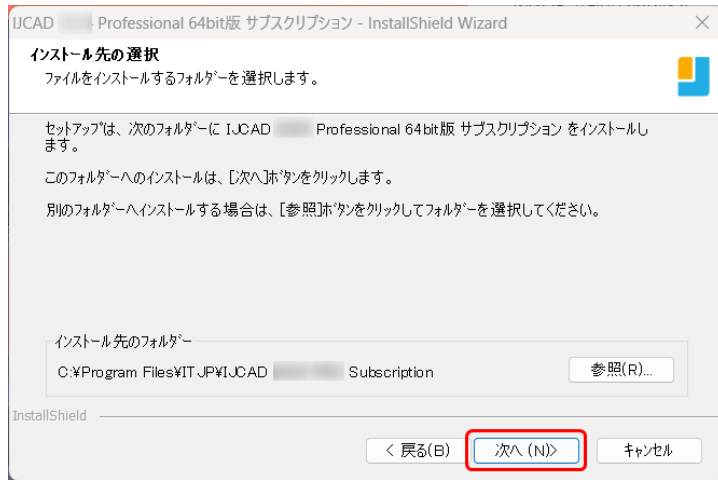 IJCAD Professional 64bit版 サブスクリプション - InstallShield Wizard
インストール先の選択
ファイルをインストールするフォルダーを選択します。
セットアップは、次のフォルダーに IJCAD Professional 64bit版 サブスクリプション をインストールし
ます。
このフォルダーへのインストールは、[次へ]ボタンをクリックします。
別のフォルダーへインストールする場合は、[参照]ボタンをクリックしてフォルダーを選択してください。
インストール先のフォルダー
C:¥Program Files¥ITJP¥IJCAD Subscription
参照(R)...
InstallShield
< 戻る(B)
次へ (N)>
キャンセル